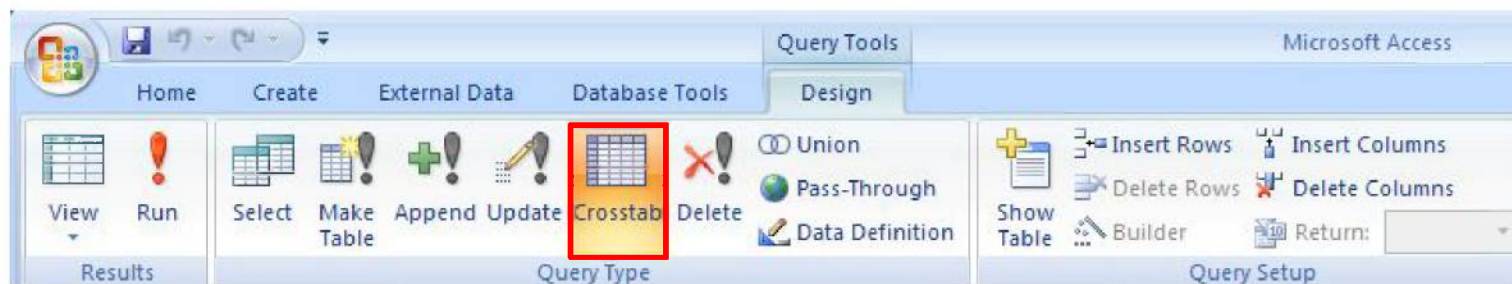 Query Tools
Microsoft Access
Home Create External Data Database Tools Design
View
Run
Select
Make Table
Append
Update
Crosstab
Delete
Union
Pass-Through
Data Definition
Show Table
Insert Rows
Delete Rows
Builder
Insert Columns
Delete Columns
Return:
Results
Query Type
Query Setup